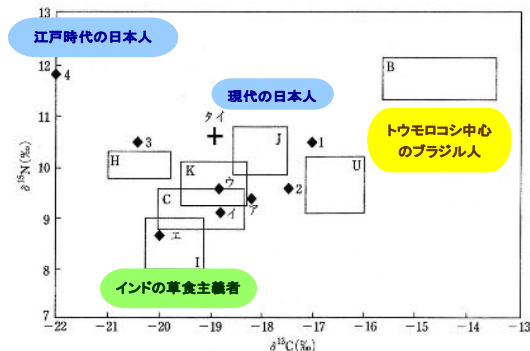 江戸時代の日本人
現代の日本人
トウモロコシ中心
のブラジル人
インドの草食主義者
δ¹⁵N(‰)
13
12
11
10
9
8
7
4
B
タイ
3
J
1
H
K
U
ウ
2
C
ア
イ
エ
I
-22
-21
-20
-19
-18
-17
-16
-15
-14
-13
δ¹³C(‰)